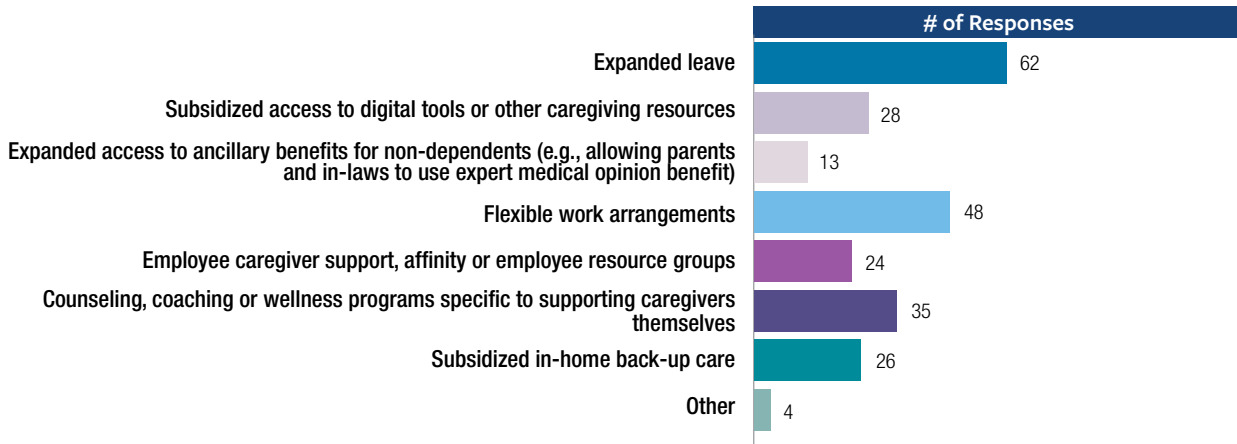 # of Responses
Expanded leave
62
Subsidized access to digital tools or other caregiving resources
28
Expanded access to ancillary benefits for non-dependents (e.g., allowing parents
and in-laws to use expert medical opinion benefit)
13
Flexible work arrangements
48
Employee caregiver support, affinity or employee resource groups
24
Counseling, coaching or wellness programs specific to supporting caregivers
themselves
35
Subsidized in-home back-up care
26
Other
4